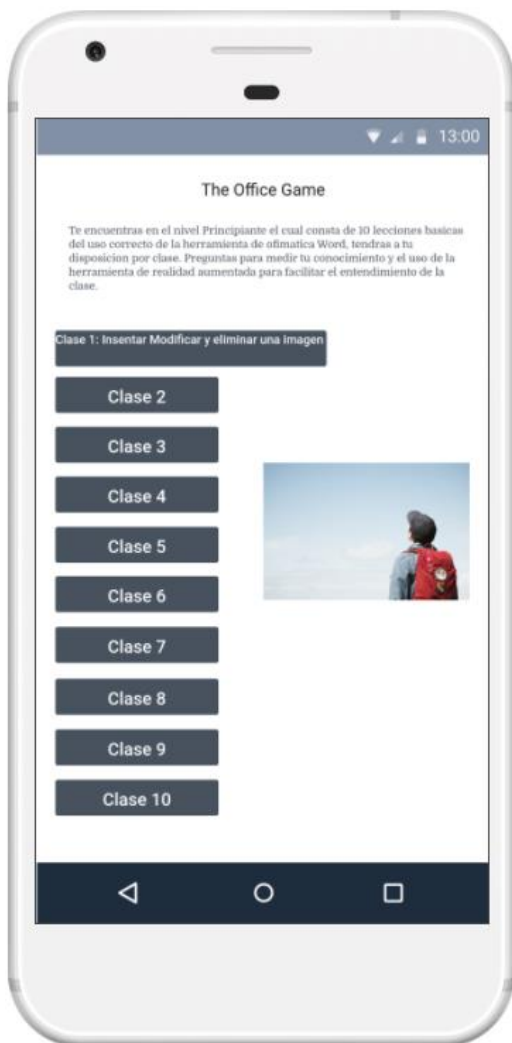 13:00
The Office Game
Te encuentras en el nivel Principiante el cual consta de 10 lecciones basicas
del uso correcto de la herramienta de ofimatica Word, tendras a tu
disposicion por clase. Preguntas para medir tu conocimiento y el uso de la
herramienta de realidad aumentada para facilitar el entendimiento de la
clase.
Clase 1: Insentar Modificar y eliminar una imagen
Clase 2
Clase 3
Clase 4
Clase 5
Clase 6
Clase 7
Clase 8
Clase 9
Clase 10